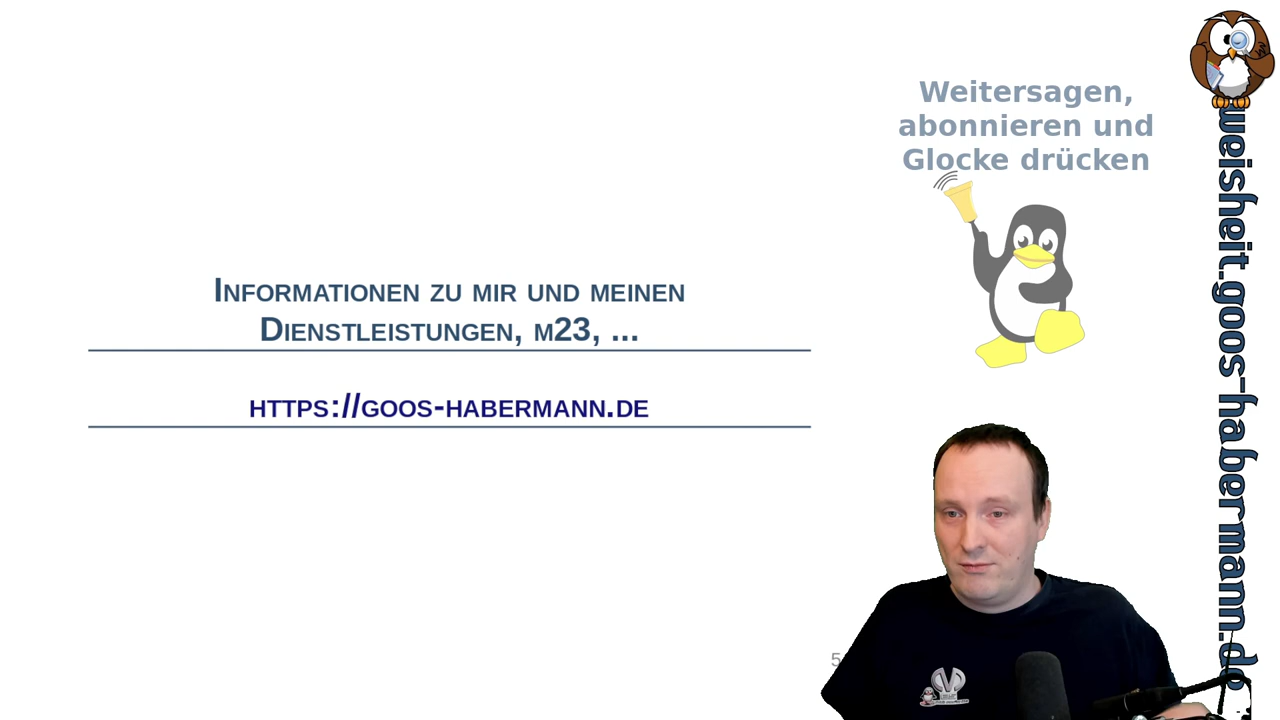 Weitersagen,
abonnieren und
Glocke drücken
Informationen zu mir und meinen
Dienstleistungen, m23, ...
https://goos-habermann.de
weisheit.goos-habermann.de
5